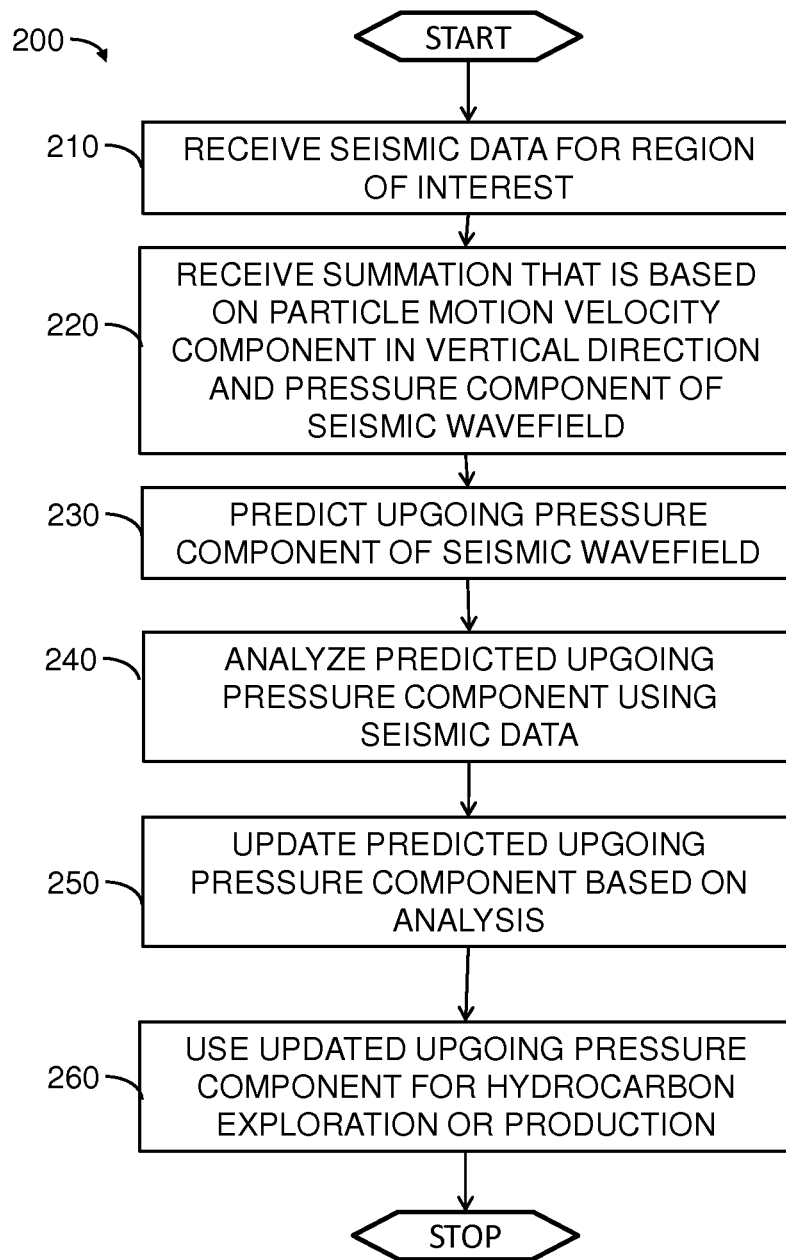 200
START
210
RECEIVE SEISMIC DATA FOR REGION
OF INTEREST
220
RECEIVE SUMMATION THAT IS BASED
ON PARTICLE MOTION VELOCITY
COMPONENT IN VERTICAL DIRECTION
AND PRESSURE COMPONENT OF
SEISMIC WAVEFIELD
230
PREDICT UPGOING PRESSURE
COMPONENT OF SEISMIC WAVEFIELD
240
ANALYZE PREDICTED UPGOING
PRESSURE COMPONENT USING
SEISMIC DATA
250
UPDATE PREDICTED UPGOING
PRESSURE COMPONENT BASED ON
ANALYSIS
260
USE UPDATED UPGOING PRESSURE
COMPONENT FOR HYDROCARBON
EXPLORATION OR PRODUCTION
STOP